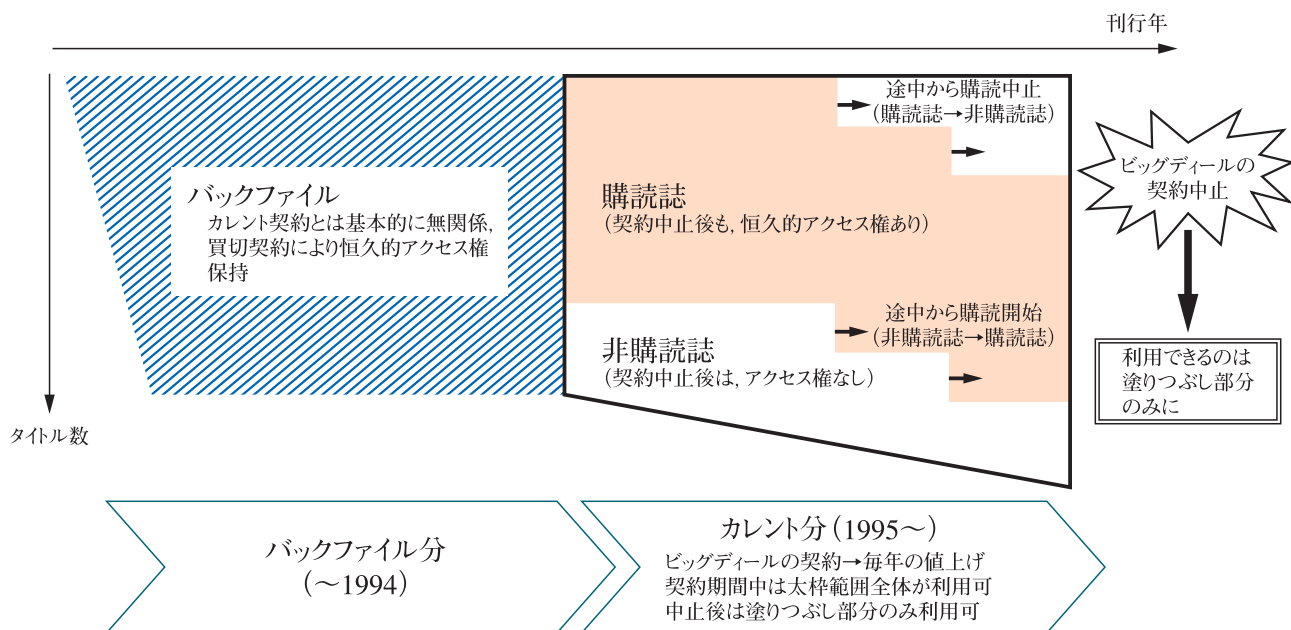 刊行年
途中から購読中止
(購読誌→非購読誌)
ビッグディールの
契約中止
バックファイル
カレント契約とは基本的に無関係,
買切契約により恒久的アクセス権
保持
購読誌
(契約中止後も, 恒久的アクセス権あり)
途中から購読開始
(非購読誌→購読誌)
非購読誌
(契約中止後は, アクセス権なし)
利用できるのは
塗りつぶし部分
のみに
タイトル数
バックファイル分
(〜1994)
カレント分(1995〜)
ビッグディールの契約→毎年の値上げ
契約期間中は太枠範囲全体が利用可
中止後は塗りつぶし部分のみ利用可